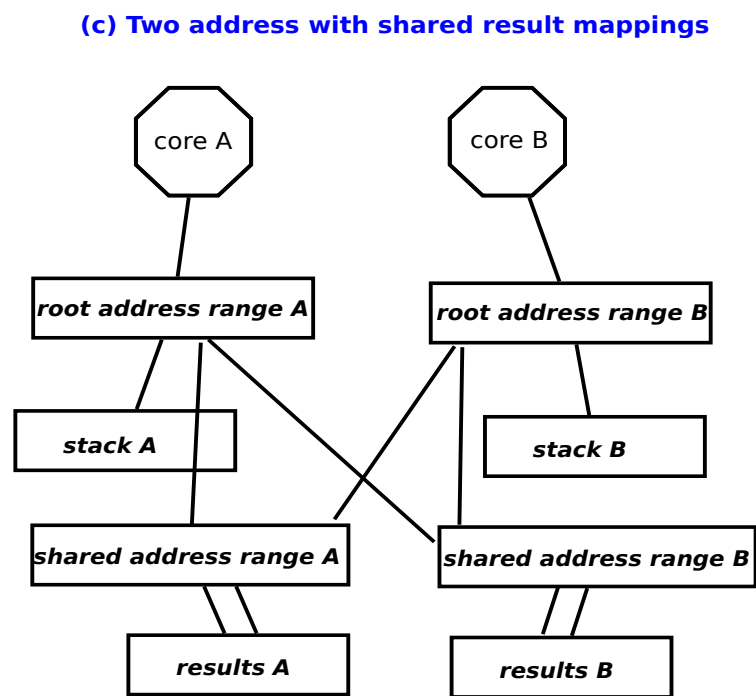 (c) Two address with shared result mappings
core A
core B
root address range A
root address range B
stack A
stack B
shared address range A
shared address range B
results A
results B